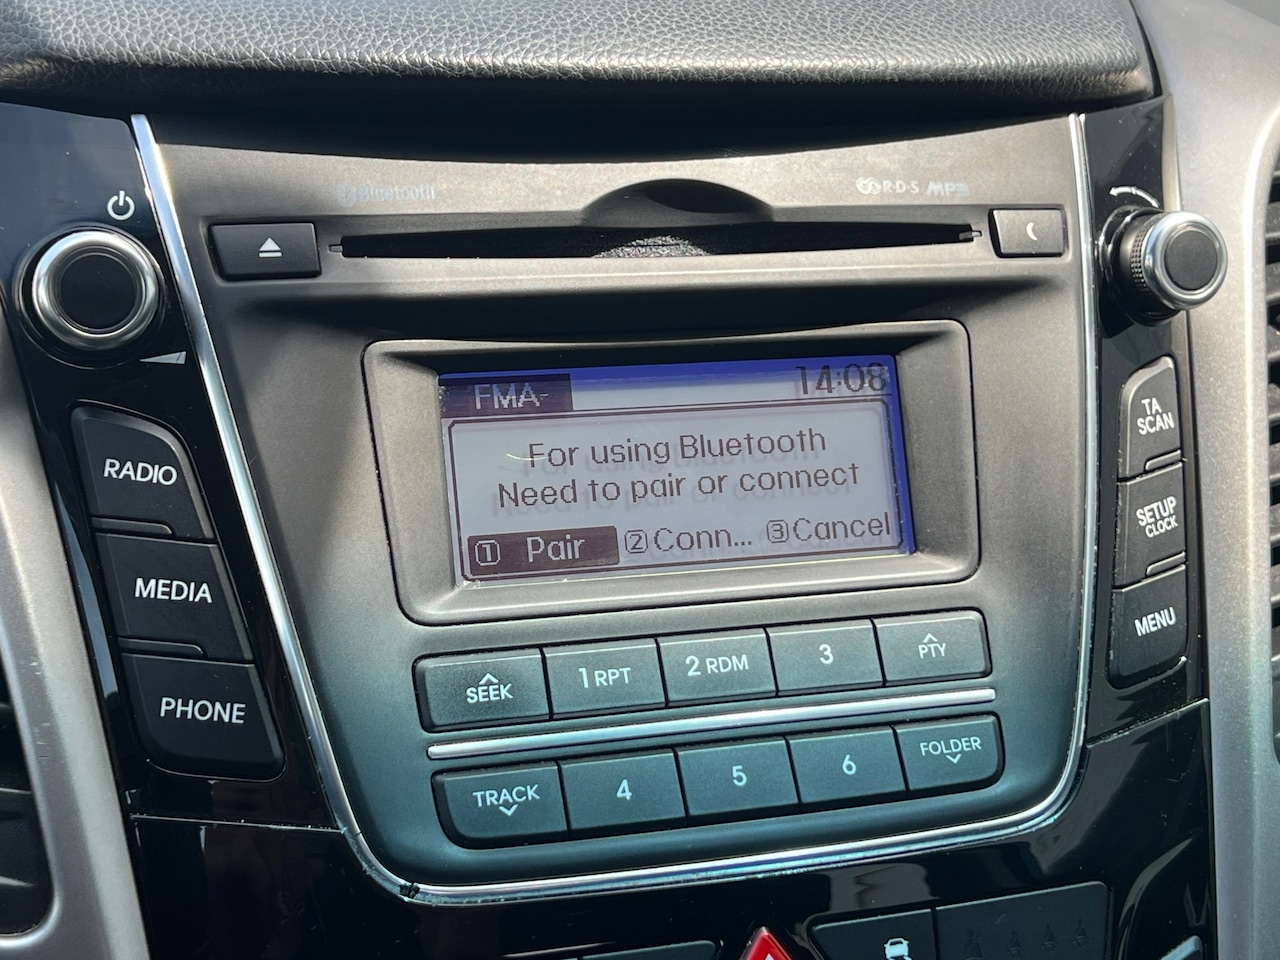 Bluetooth
R·D·S MP3
FMA-
14:08
For using Bluetooth
Need to pair or connect
1 Pair 2 Conn... 3 Cancel
RADIO
MEDIA
PHONE
SEEK
1 RPT
2 RDM
3
PTY
TRACK
4
5
6
FOLDER
TA
SCAN
SETUP
CLOCK
MENU